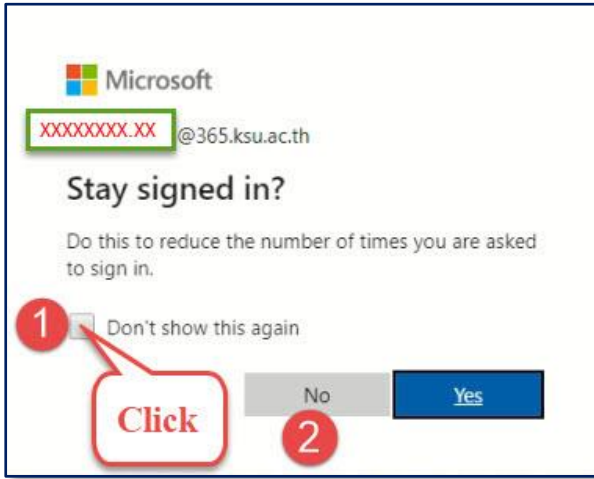 Microsoft
XXXXXXXX.XX @365.ksu.ac.th
Stay signed in?
Do this to reduce the number of times you are asked
to sign in.
1 Don't show this again
Click
No Yes
2